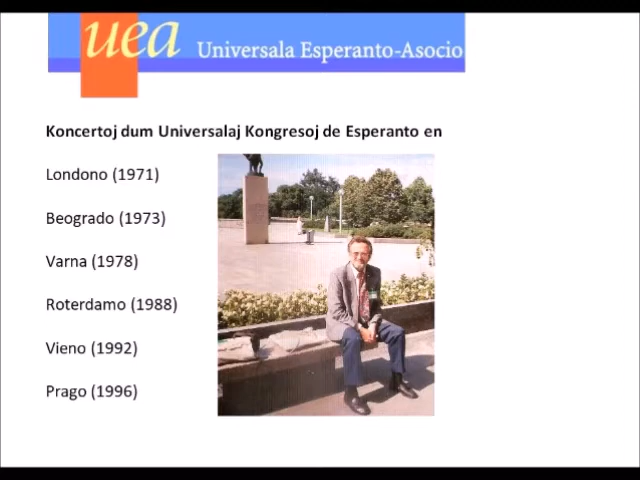 uea
Universala Esperanto-Asocio
Koncertoj dum Universalaj Kongresoj de Esperanto en
Londono (1971)
Beogrado (1973)
Varna (1978)
Roterdamo (1988)
Vieno (1992)
Prago (1996)